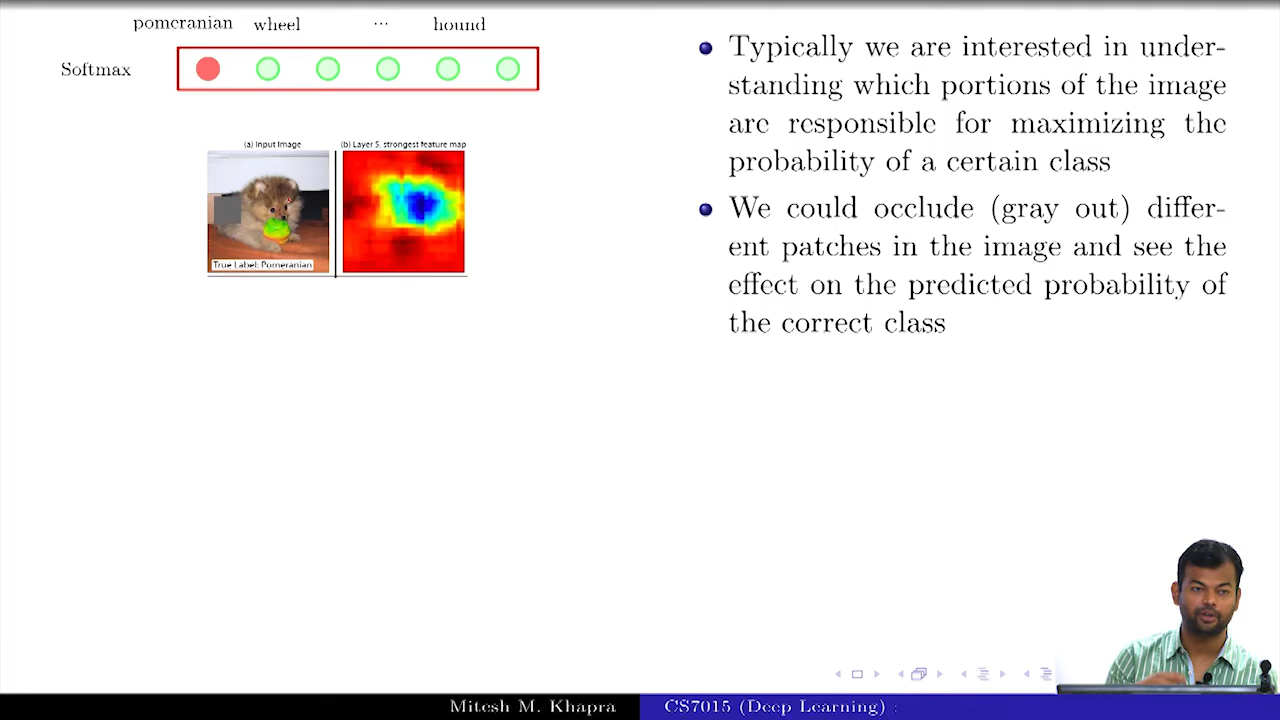 pomeranian wheel ... hound
Softmax
(a) Input Image (b) Layer 5, strongest feature map
True Label: Pomeranian
Typically we are interested in under-
standing which portions of the image
are responsible for maximizing the
probability of a certain class
We could occlude (gray out) differ-
ent patches in the image and see the
effect on the predicted probability of
the correct class
Mitesh M. Khapra CS7015 (Deep Learning) :